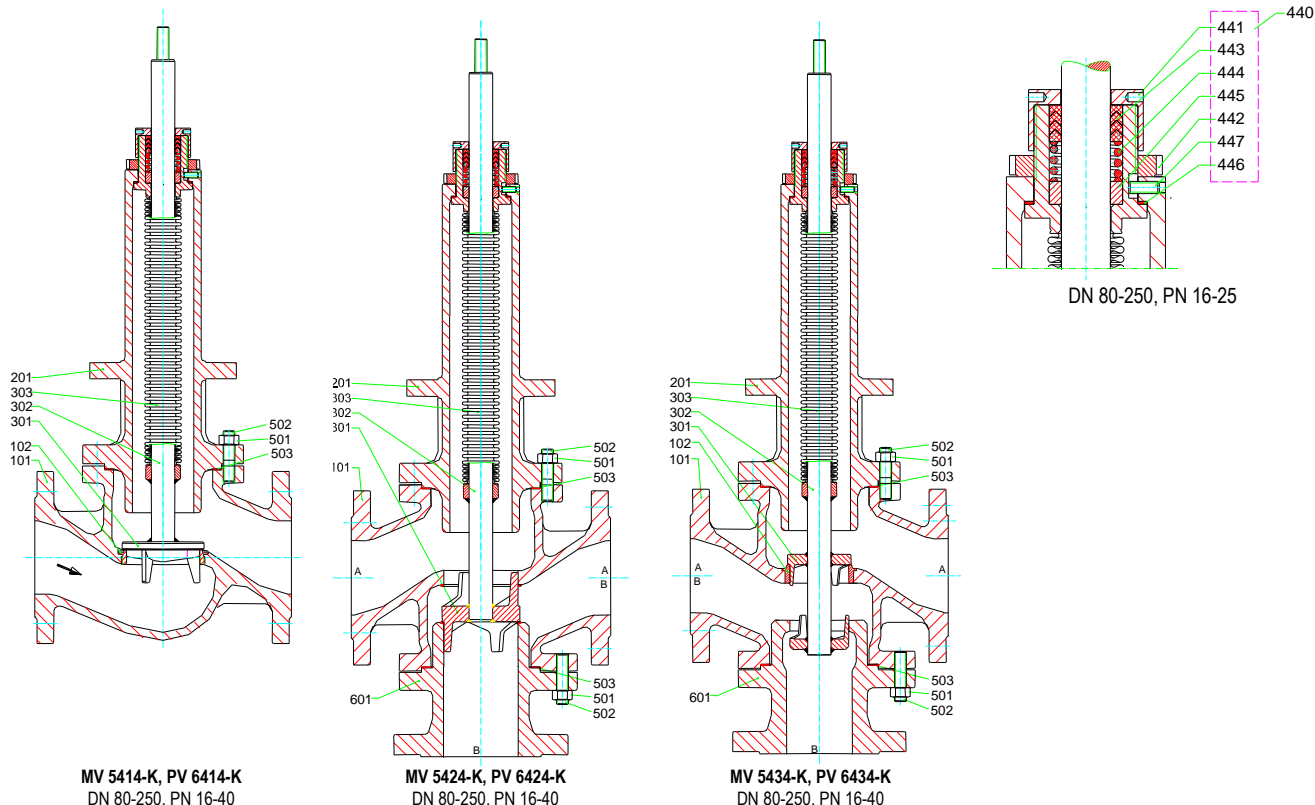 440
441
443
444
445
442
447
446
DN 80-250, PN 16-25
201
303
302
301
102
101
502
501
503
MV 5414-K, PV 6414-K
DN 80-250, PN 16-40
201
303
302
301
101
502
501
503
A
A
B
601
503
501
502
B
MV 5424-K, PV 6424-K
DN 80-250, PN 16-40
201
303
302
301
102
101
502
501
503
A
B
A
601
503
501
502
B
MV 5434-K, PV 6434-K
DN 80-250, PN 16-40